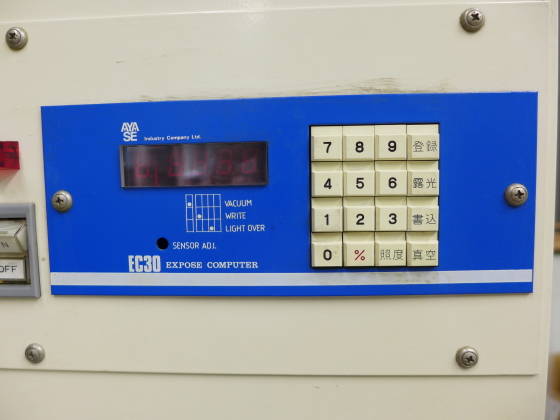 AYA
SE Industry Company Ltd.
VACUUM
WRITE
LIGHT OVER
SENSOR ADJ.
EC30 EXPOSE COMPUTER
7 8 9 登録
4 5 6 露光
1 2 3 書込
0 % 照度 真空
OFF